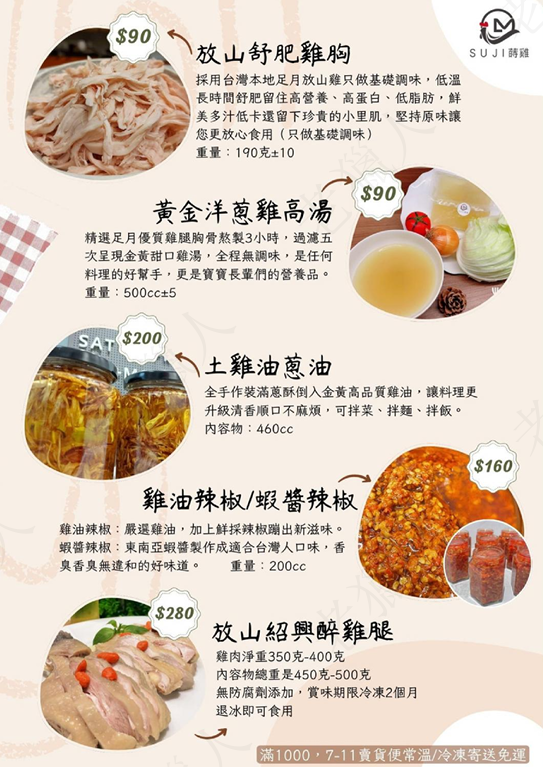 $90
放山舒肥雞胸
SUJI蒔雞
採用台灣本地足月放山雞只做基礎調味，低溫
長時間舒肥留住高營養、高蛋白、低脂肪，鮮
美多汁低卡還留下珍貴的小里肌，堅持原味讓
您更放心食用（只做基礎調味）
重量：190克±10
$90
黃金洋蔥雞高湯
精選足月優質雞腿胸骨熬製3小時，過濾五
次呈現金黃甜口雞湯，全程無調味，是任何
料理的好幫手，更是寶寶長輩們的營養品。
重量：500cc±5
$200
SAT
土雞油蔥油
全手作裝滿蔥酥倒入金黃高品質雞油，讓料理更
升級清香順口不麻煩，可拌菜、拌麵、拌飯。
內容物：460cc
$160
雞油辣椒/蝦醬辣椒
雞油辣椒：嚴選雞油，加上鮮採辣椒蹦出新滋味。
蝦醬辣椒：東南亞蝦醬製作成適合台灣人口味，香
臭香臭無違和的好味道。 重量：200cc
$280
放山紹興醉雞腿
雞肉淨重350克-400克
內容物總重是450克-500克
無防腐劑添加，賞味期限冷凍2個月
退冰即可食用
滿1000，7-11賣貨便常溫/冷凍寄送免運